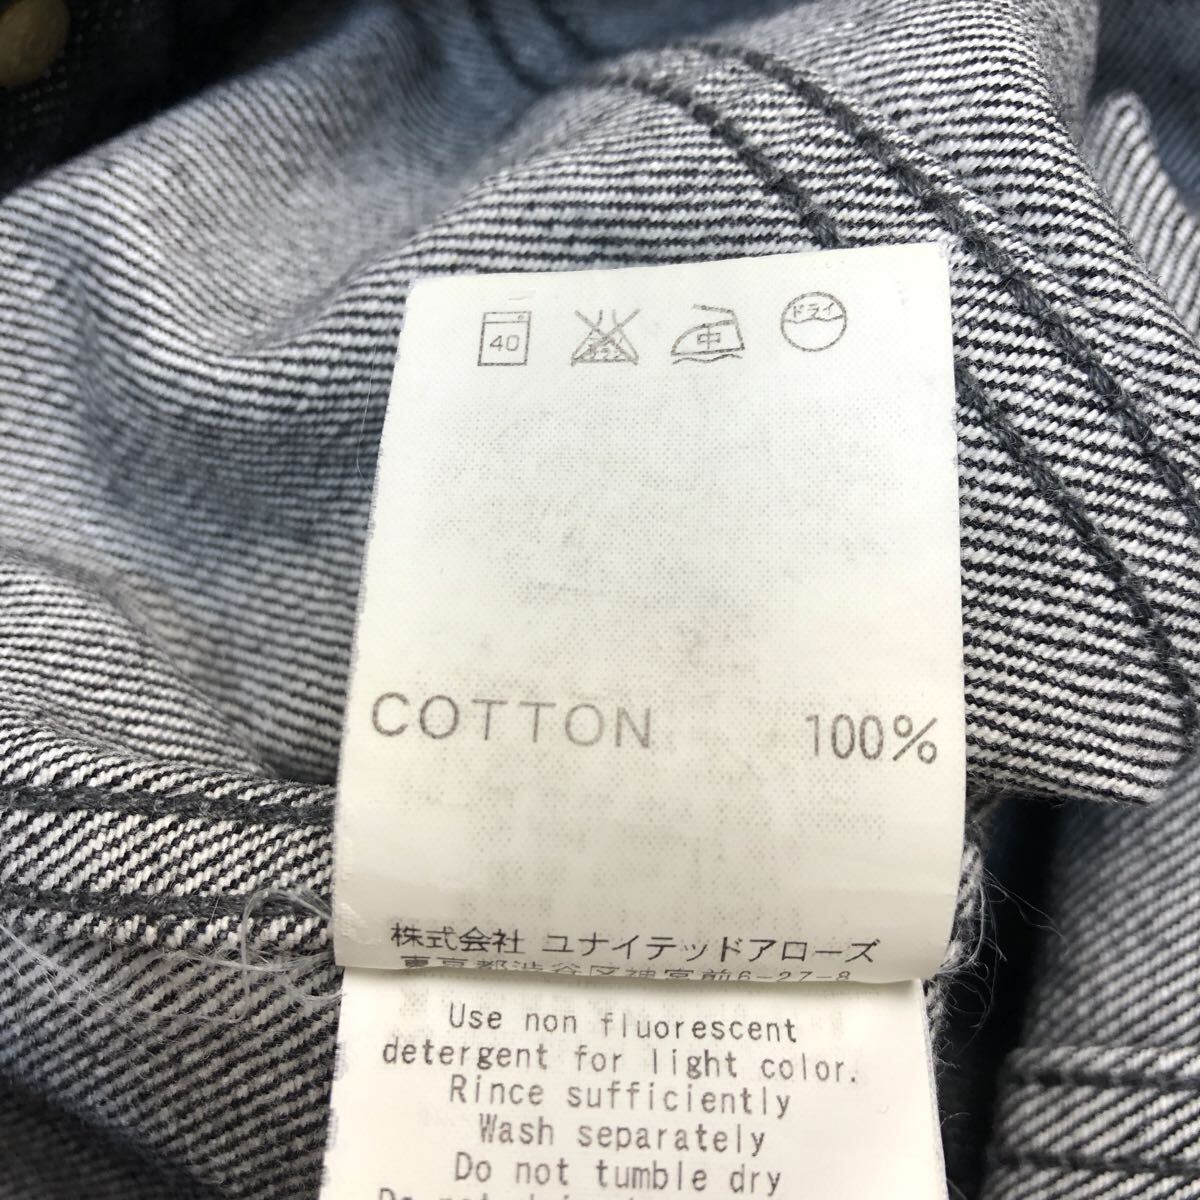 40 中 ドライ
COTTON 100%
株式会社 ユナイテッドアローズ
東京都渋谷区神宮前6-27-8
Use non fluorescent
detergent for light color.
Rince sufficiently
Wash separately
Do not tumble dry